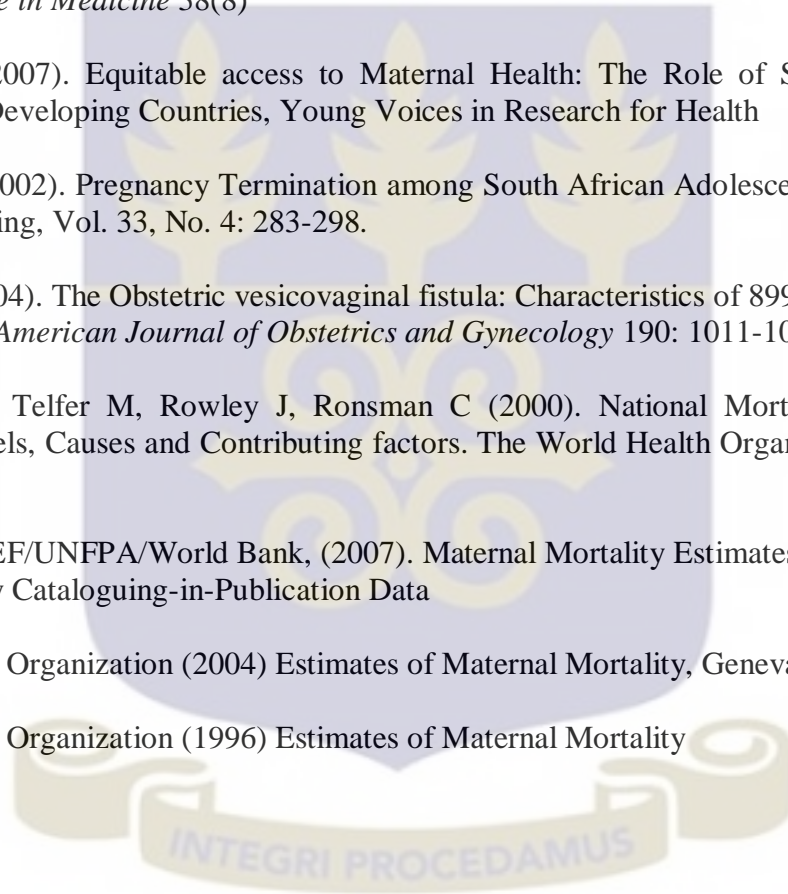 e in Medicine 58(8)
2007). Equitable access to Maternal Health: The Role of S
Developing Countries, Young Voices in Research for Health
002). Pregnancy Termination among South African Adolesce
ing, Vol. 33, No. 4: 283-298.
04). The Obstetric vesicovaginal fistula: Characteristics of 899
American Journal of Obstetrics and Gynecology 190: 1011-10
Telfer M, Rowley J, Ronsman C (2000). National Mort
els, Causes and Contributing factors. The World Health Organ
EF/UNFPA/World Bank, (2007). Maternal Mortality Estimates
y Cataloguing-in-Publication Data
Organization (2004) Estimates of Maternal Mortality, Geneva
Organization (1996) Estimates of Maternal Mortality
INTEGRI PROCEDAMUS